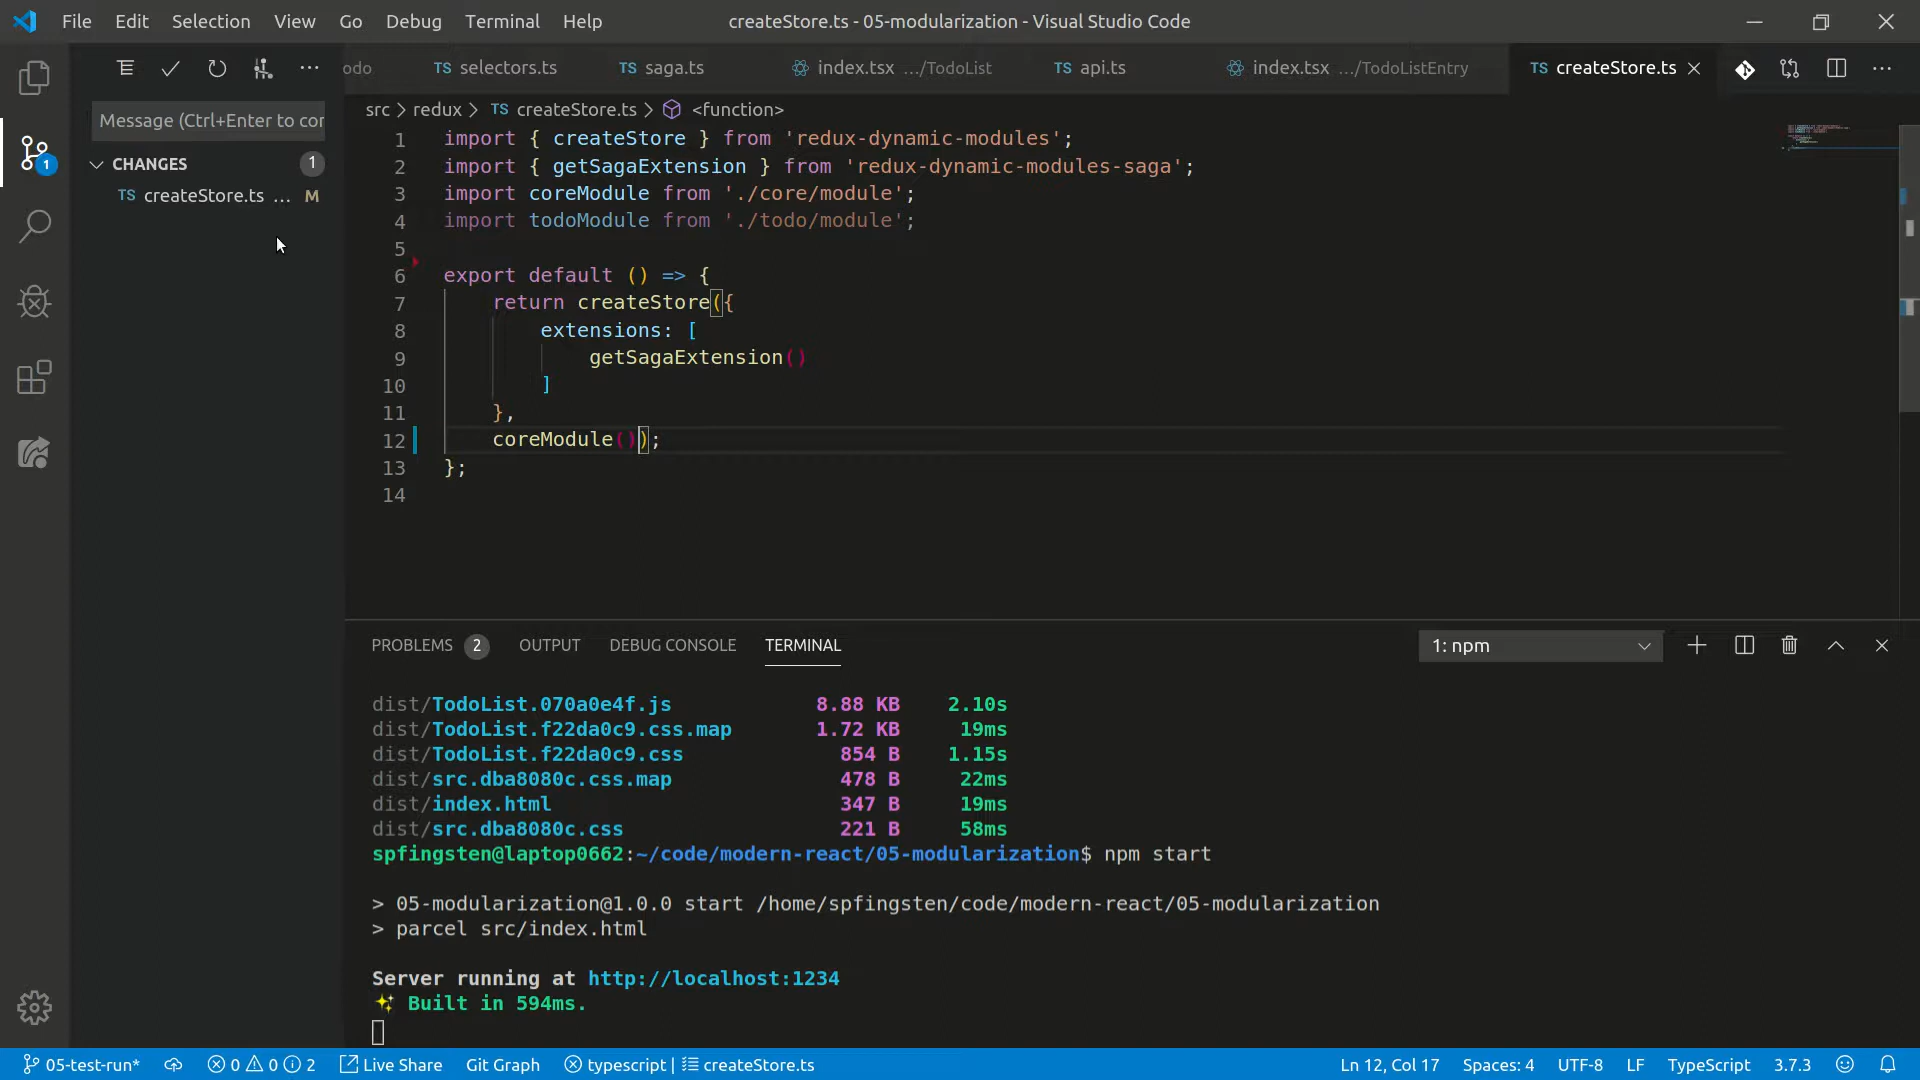 File Edit Selection View Go Debug Terminal Help
createStore.ts - 05-modularization - Visual Studio Code
odo
TS selectors.ts
TS saga.ts
index.tsx .../TodoList
TS api.ts
index.tsx .../TodoListEntry
TS createStore.ts
Message (Ctrl+Enter to con
CHANGES 1
TS createStore.ts ... M
1
src > redux > TS createStore.ts > <function>
1 import { createStore } from 'redux-dynamic-modules';
2 import { getSagaExtension } from 'redux-dynamic-modules-saga';
3 import coreModule from './core/module';
4 import todoModule from './todo/module';
5
6 export default () => {
7 return createStore({
8 extensions: [
9 getSagaExtension()
10 ]
11 },
12 coreModule());
13 };
14
PROBLEMS 2 OUTPUT DEBUG CONSOLE TERMINAL
1: npm
dist/TodoList.070a0e4f.js 8.88 KB 2.10s
dist/TodoList.f22da0c9.css.map 1.72 KB 19ms
dist/TodoList.f22da0c9.css 854 B 1.15s
dist/src.dba8080c.css.map 478 B 22ms
dist/index.html 347 B 19ms
dist/src.dba8080c.css 221 B 58ms
spfingsten@laptop0662:~/code/modern-react/05-modularization$ npm start
> 05-modularization@1.0.0 start /home/spfingsten/code/modern-react/05-modularization
> parcel src/index.html
Server running at http://localhost:1234
✨ Built in 594ms.
05-test-run* 0 0 2 Live Share Git Graph typescript | createStore.ts
Ln 12, Col 17 Spaces: 4 UTF-8 LF TypeScript 3.7.3